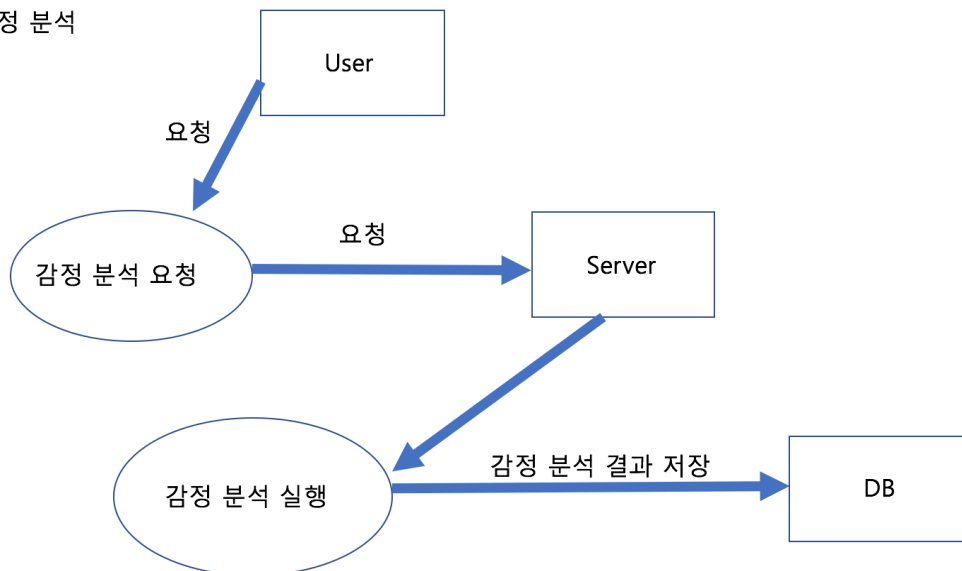 정 분석
User
요청
감정 분석 요청
요청
Server
감정 분석 실행
감정 분석 결과 저장
DB